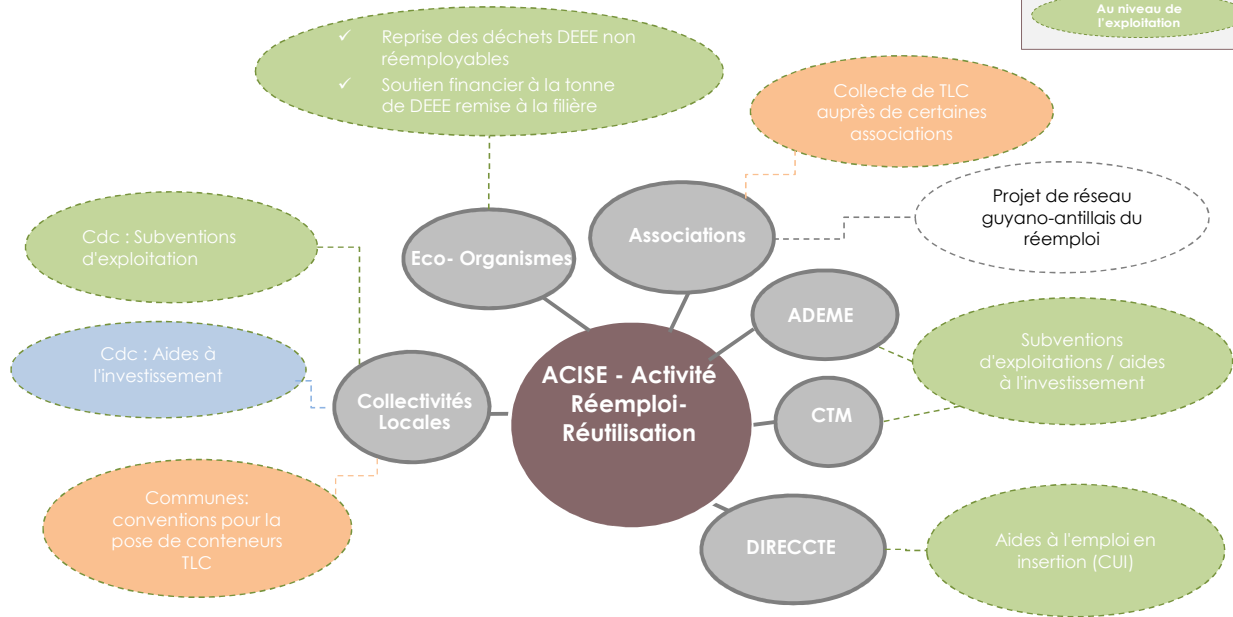 Au niveau de
l'exploitation
✓ Reprise des déchets DEEE non
réemployables
✓ Soutien financier à la tonne
de DEEE remise à la filière
Collecte de TLC
auprès de certaines
associations
Projet de réseau
guyano-antillais du
réemploi
Associations
Eco- Organismes
Cdc : Subventions
d'exploitation
ADEME
Cdc : Aides à
l'investissement
Subventions
d'exploitations / aides
à l'investissement
ACISE - Activité
Réemploi-
Réutilisation
Collectivités
Locales
CTM
Communes:
conventions pour la
pose de conteneurs
TLC
DIRECCTE
Aides à l'emploi en
insertion (CUI)